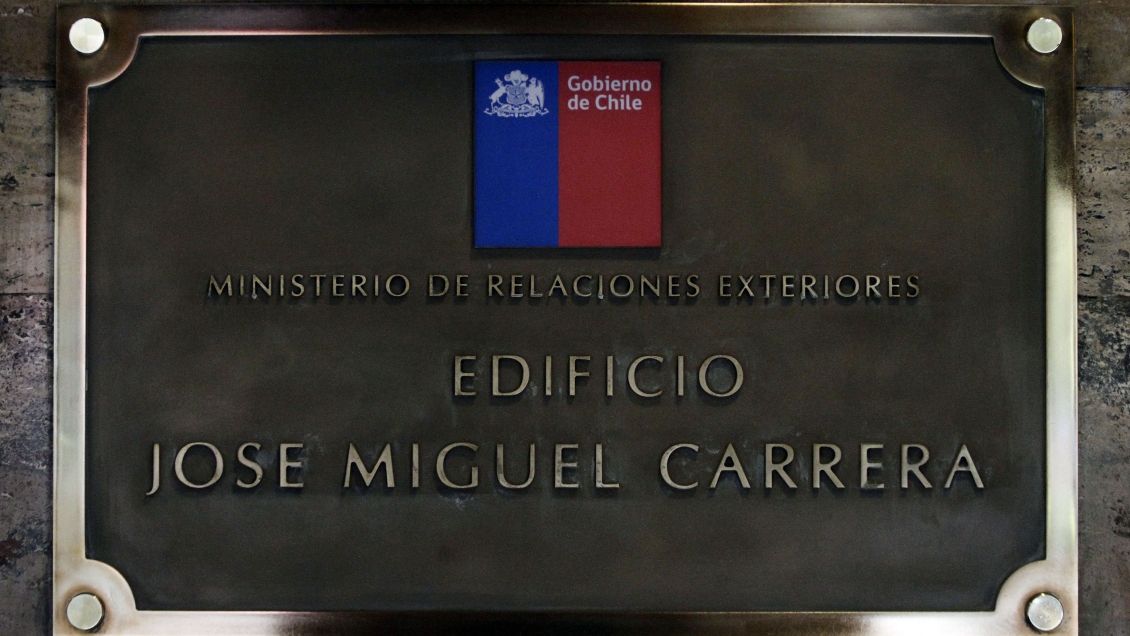 Gobierno
de Chile
MINISTERIO DE RELACIONES EXTERIORES
EDIFICIO
JOSE MIGUEL CARRERA